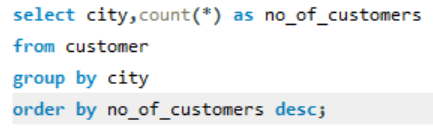 select city,count(*) as no_of_customers
from customer
group by city
order by no_of_customers desc;